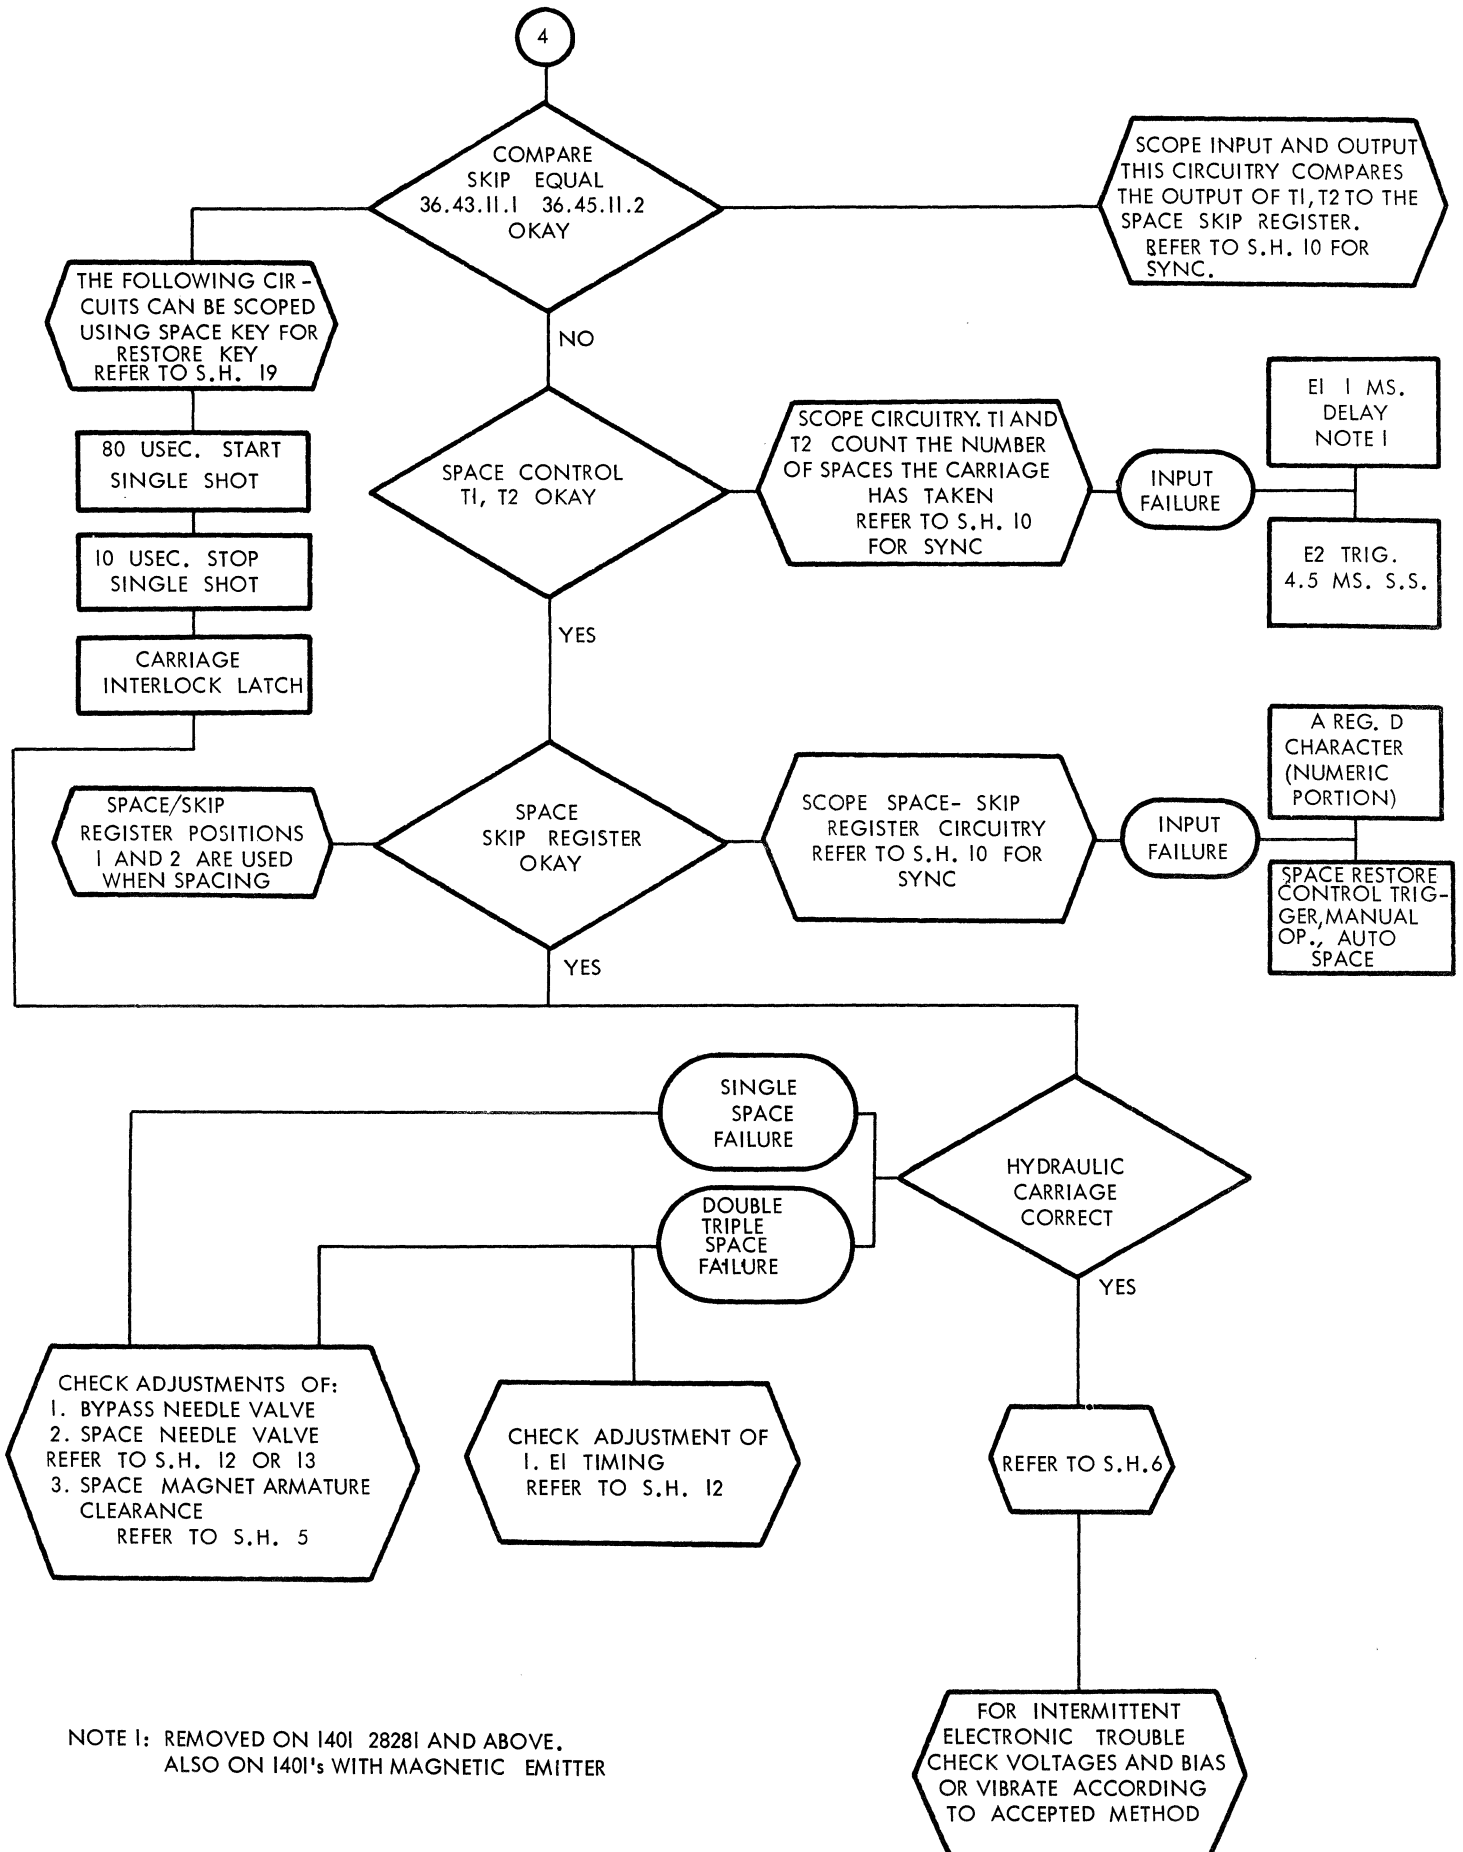 4
COMPARE
SKIP EQUAL
36.43.11.1 36.45.11.2
OKAY
SCOPE INPUT AND OUTPUT
THIS CIRCUITRY COMPARES
THE OUTPUT OF T1, T2 TO THE
SPACE SKIP REGISTER.
REFER TO S.H. 10 FOR
SYNC.
THE FOLLOWING CIR-
CUITS CAN BE SCOPED
USING SPACE KEY FOR
RESTORE KEY
REFER TO S.H. 19
NO
80 USEC. START
SINGLE SHOT
10 USEC. STOP
SINGLE SHOT
CARRIAGE
INTERLOCK LATCH
SPACE CONTROL
T1, T2 OKAY
SCOPE CIRCUITRY. T1 AND
T2 COUNT THE NUMBER
OF SPACES THE CARRIAGE
HAS TAKEN
REFER TO S.H. 10
FOR SYNC
INPUT
FAILURE
E1 1 MS.
DELAY
NOTE 1
E2 TRIG.
4.5 MS. S.S.
YES
SPACE/SKIP
REGISTER POSITIONS
1 AND 2 ARE USED
WHEN SPACING
SPACE
SKIP REGISTER
OKAY
SCOPE SPACE- SKIP
REGISTER CIRCUITRY
REFER TO S.H. 10 FOR
SYNC
INPUT
FAILURE
A REG. D
CHARACTER
(NUMERIC
PORTION)
SPACE RESTORE
CONTROL TRIG-
GER, MANUAL
OP., AUTO
SPACE
YES
SINGLE
SPACE
FAILURE
DOUBLE
TRIPLE
SPACE
FAILURE
HYDRAULIC
CARRIAGE
CORRECT
YES
CHECK ADJUSTMENTS OF:
1. BYPASS NEEDLE VALVE
2. SPACE NEEDLE VALVE
REFER TO S.H. 12 OR 13
3. SPACE MAGNET ARMATURE
CLEARANCE
REFER TO S.H. 5
CHECK ADJUSTMENT OF
1. E1 TIMING
REFER TO S.H. 12
REFER TO S.H.6
FOR INTERMITTENT
ELECTRONIC TROUBLE
CHECK VOLTAGES AND BIAS
OR VIBRATE ACCORDING
TO ACCEPTED METHOD
NOTE 1: REMOVED ON 1401 28281 AND ABOVE.
ALSO ON 1401's WITH MAGNETIC EMITTER